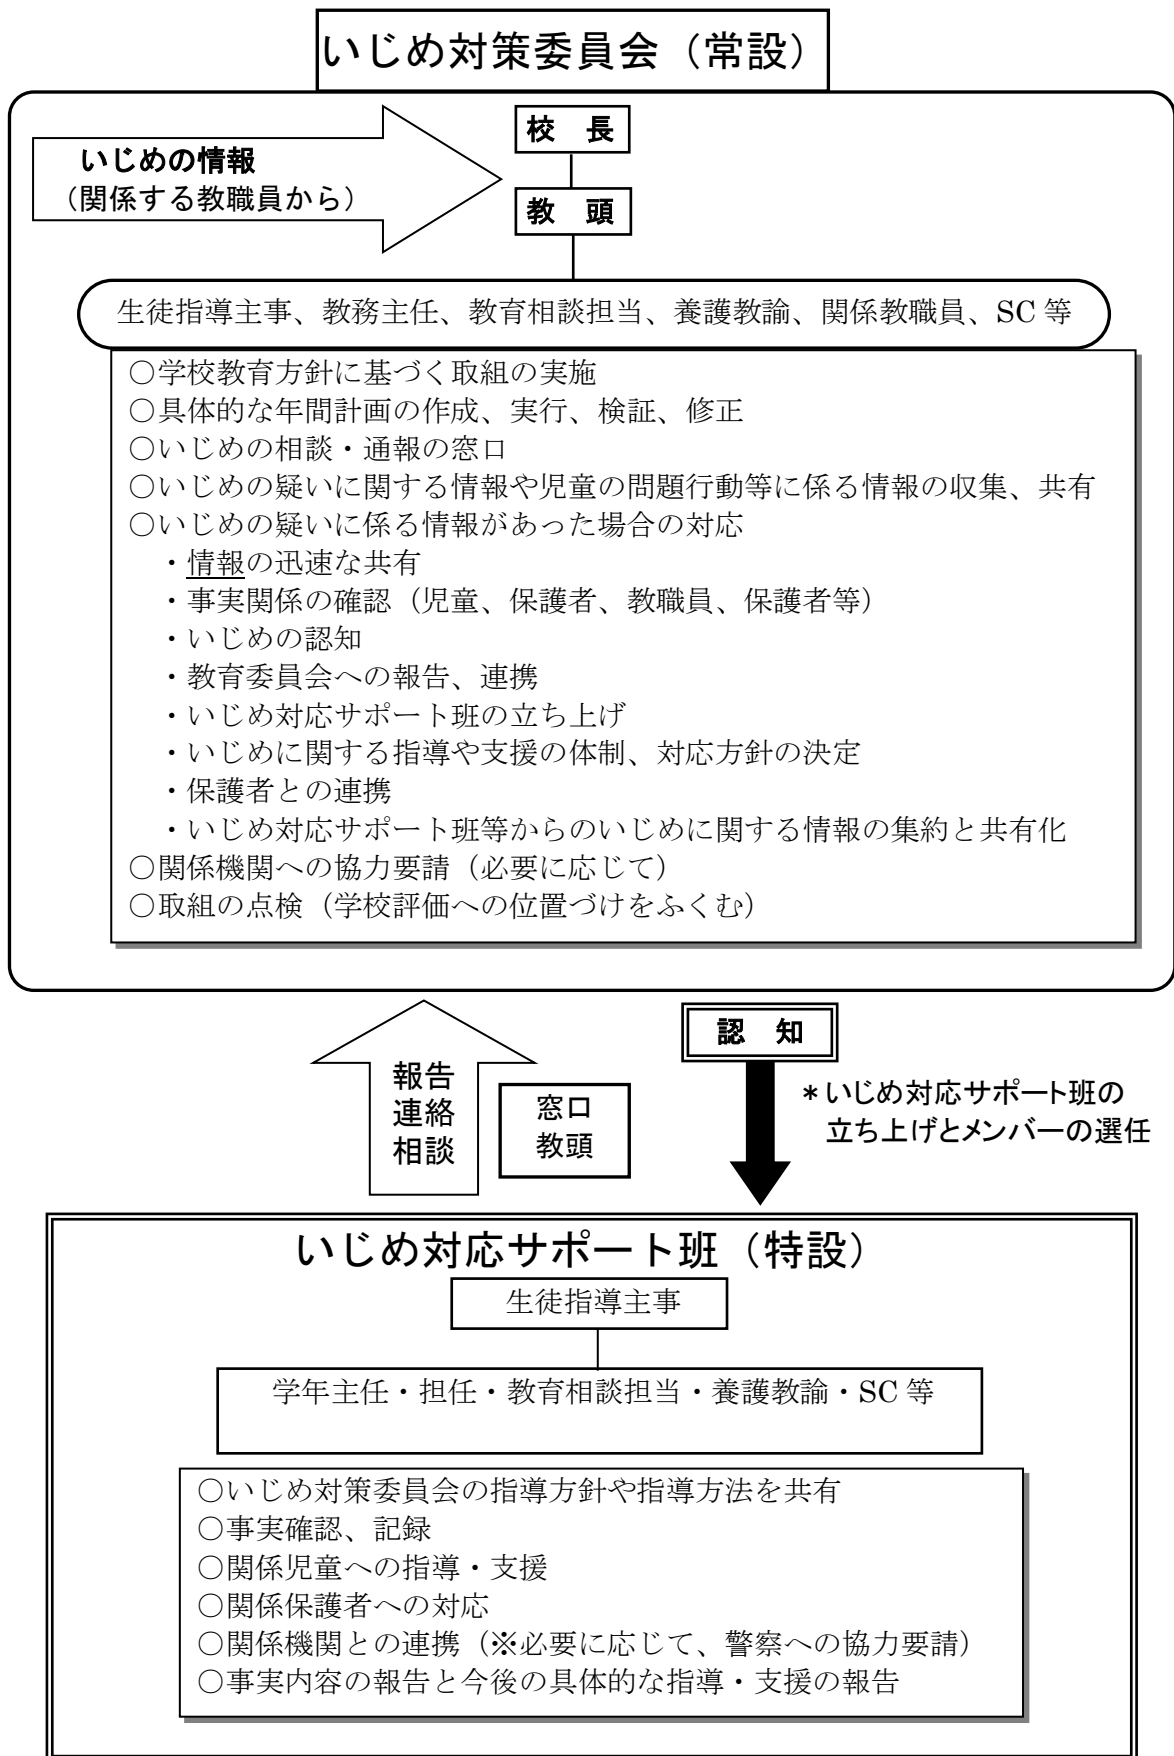 いじめ対策委員会（常設）
校　長
いじめの情報
（関係する教職員から）
教　頭
生徒指導主事、教務主任、教育相談担当、養護教諭、関係教職員、SC 等
○学校教育方針に基づく取組の実施
○具体的な年間計画の作成、実行、検証、修正
○いじめの相談・通報の窓口
○いじめの疑いに関する情報や児童の問題行動等に係る情報の収集、共有
○いじめの疑いに係る情報があった場合の対応
・情報の迅速な共有
・事実関係の確認（児童、保護者、教職員、保護者等）
・いじめの認知
・教育委員会への報告、連携
・いじめ対応サポート班の立ち上げ
・いじめに関する指導や支援の体制、対応方針の決定
・保護者との連携
・いじめ対応サポート班等からのいじめに関する情報の集約と共有化
○関係機関への協力要請（必要に応じて）
○取組の点検（学校評価への位置づけをふくむ）
報告
連絡
相談
窓口
教頭
認　知
＊いじめ対応サポート班の
立ち上げとメンバーの選任
いじめ対応サポート班（特設）
生徒指導主事
学年主任・担任・教育相談担当・養護教諭・SC 等
○いじめ対策委員会の指導方針や指導方法を共有
○事実確認、記録
○関係児童への指導・支援
○関係保護者への対応
○関係機関との連携（※必要に応じて、警察への協力要請）
○事実内容の報告と今後の具体的な指導・支援の報告